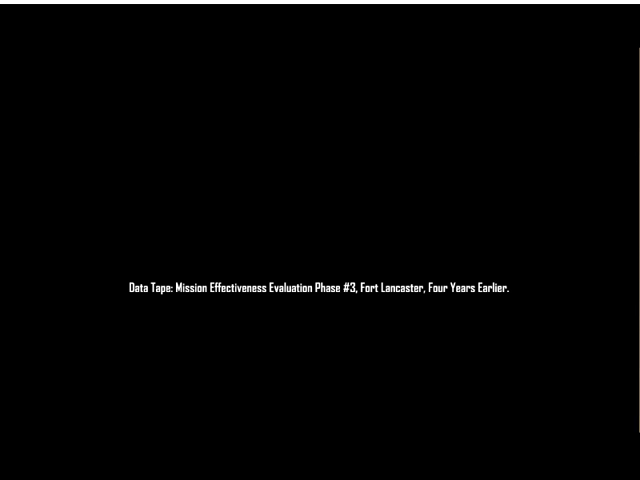 Data Tape: Mission Effectiveness Evaluation Phase #3, Fort Lancaster, Four Years Earlier.